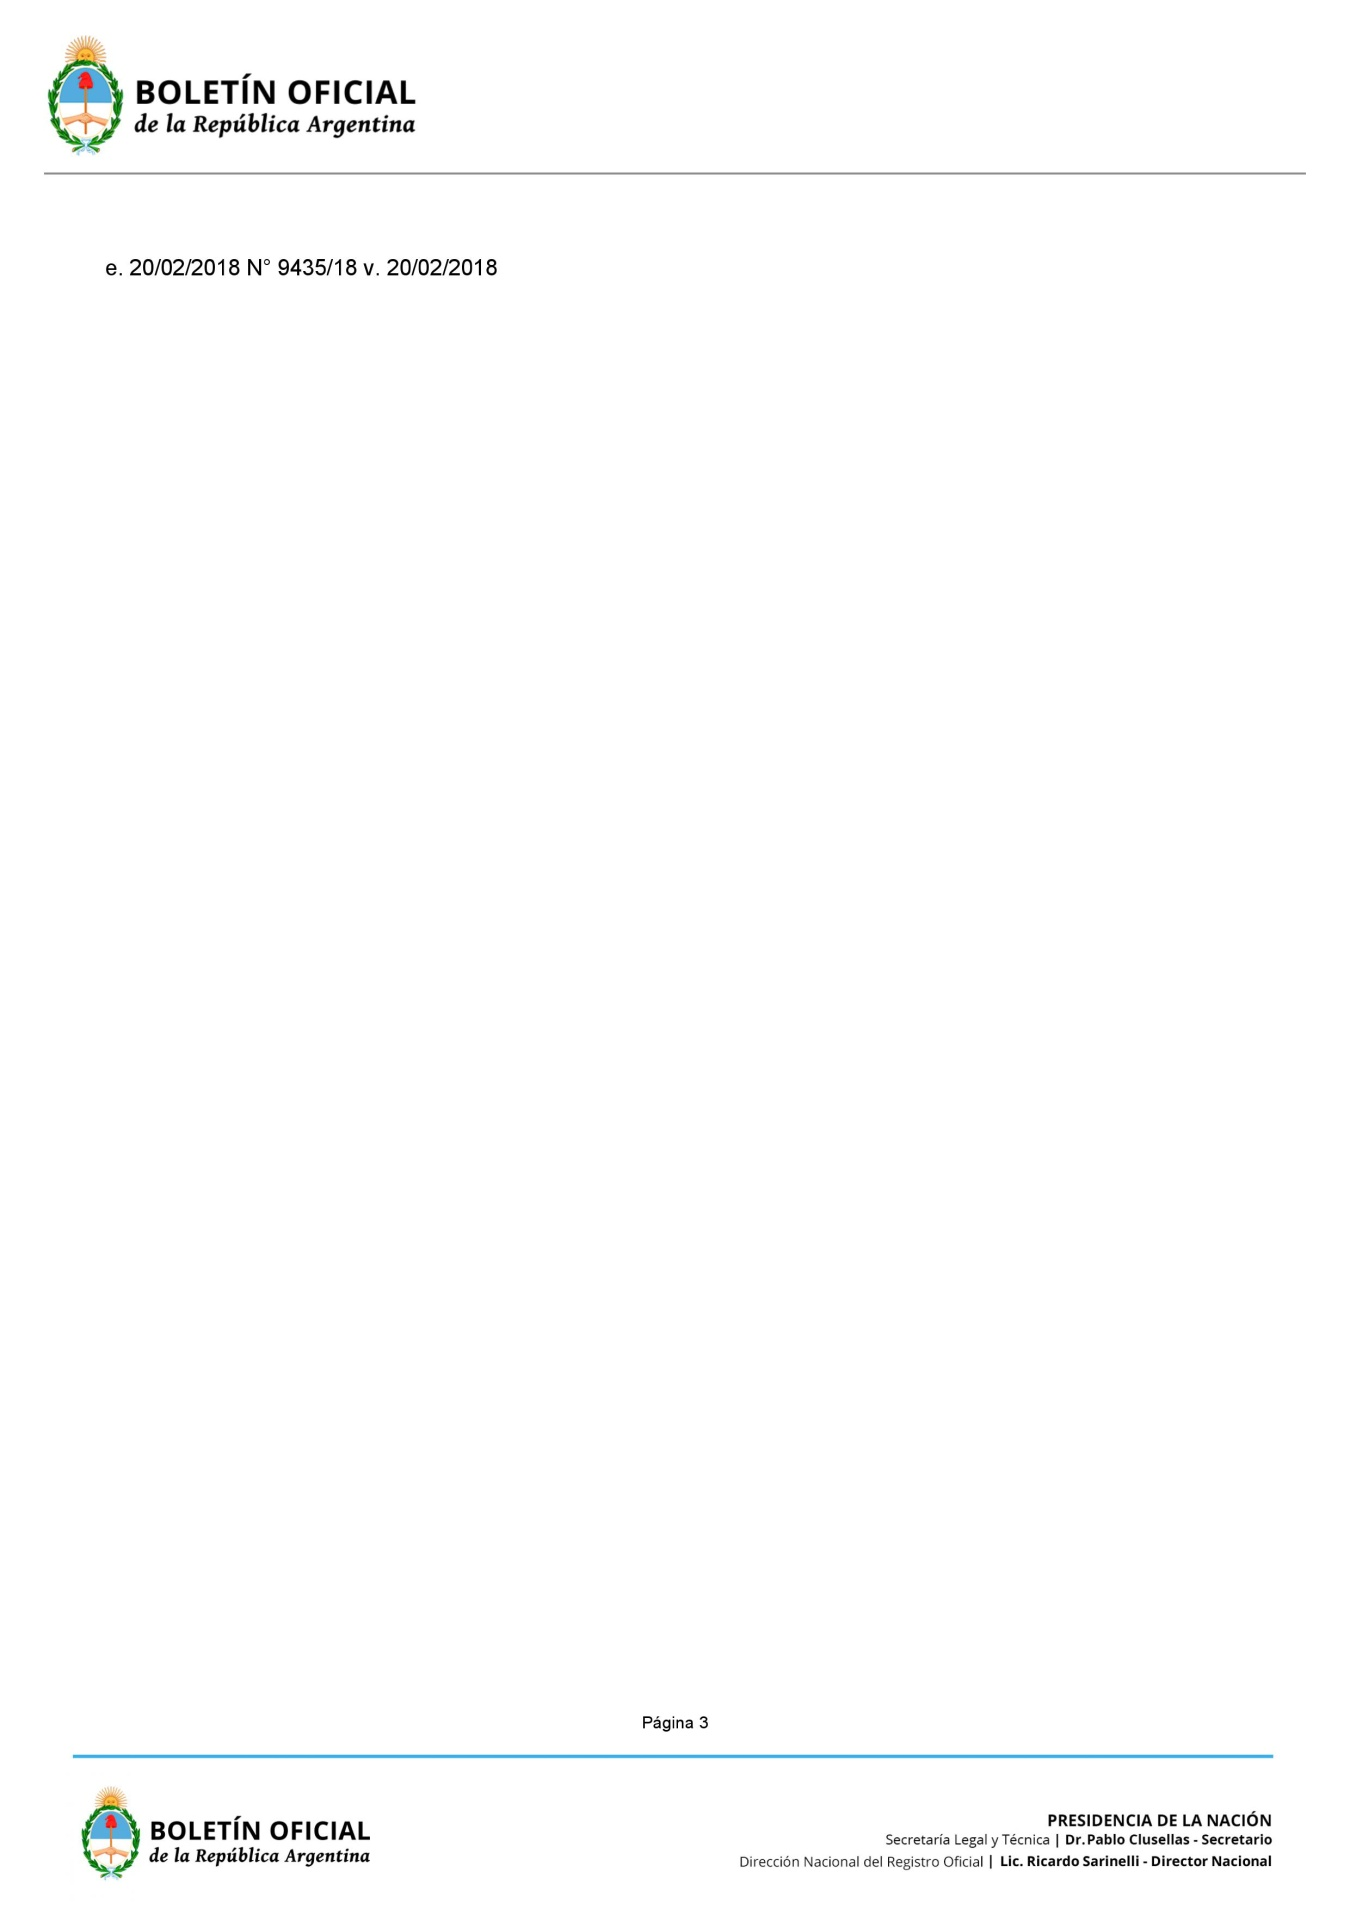 BOLETÍN OFICIAL
de la República Argentina
e. 20/02/2018 N° 9435/18 v. 20/02/2018
Página 3
BOLETÍN OFICIAL
de la República Argentina
PRESIDENCIA DE LA NACIÓN
Secretaría Legal y Técnica | Dr. Pablo Clusellas - Secretario
Dirección Nacional del Registro Oficial | Lic. Ricardo Sarinelli - Director Nacional